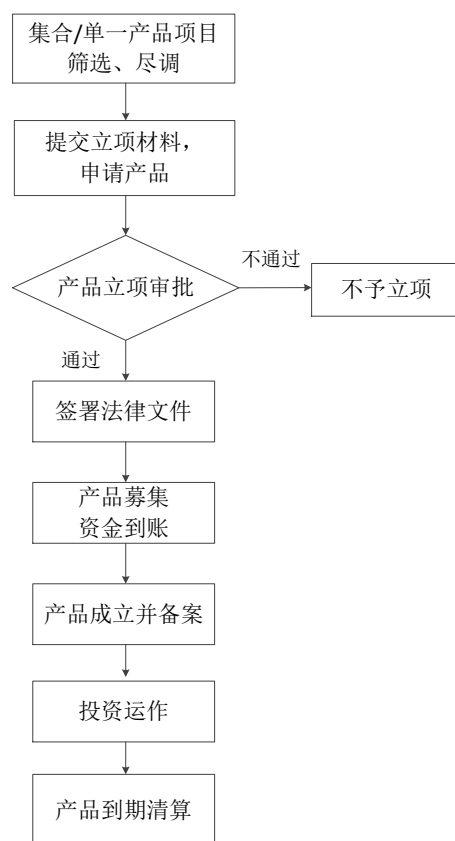 集合/单一产品项目
筛选、尽调
提交立项材料，
申请产品
产品立项审批
不通过
不予立项
通过
签署法律文件
产品募集
资金到账
产品成立并备案
投资运作
产品到期清算